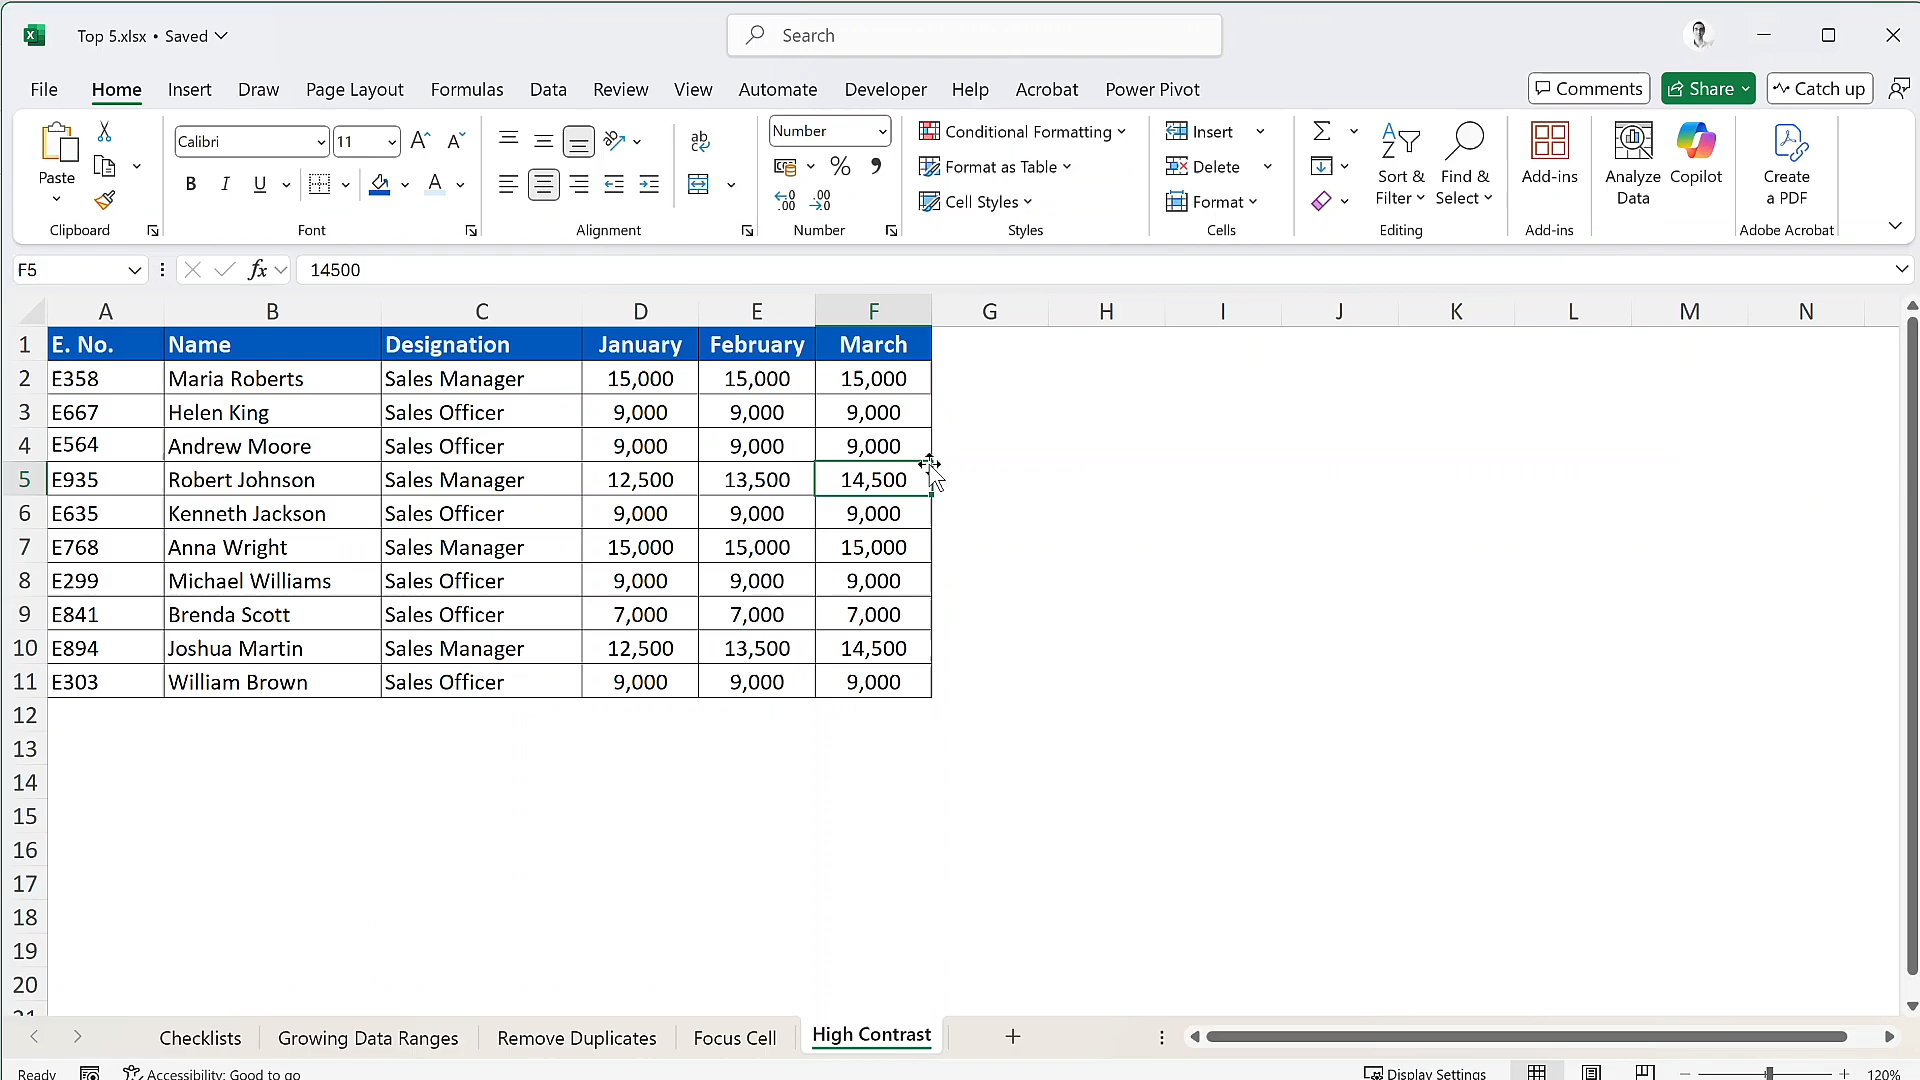 Top 5.xlsx • Saved
Search
File Home Insert Draw Page Layout Formulas Data Review View Automate Developer Help Acrobat Power Pivot
Comments Share Catch up
Paste
Clipboard
Calibri 11
B I U A
Font
ab
Alignment
Number
% 9
Number
Conditional Formatting
Format as Table
Cell Styles
Styles
Insert
Delete
Format
Cells
Sort & Filter
Find & Select
Editing
Add-ins
Add-ins
Analyze Data
Copilot
Create a PDF
Adobe Acrobat
F5 fx 14500
A B C D E F G H I J K L M N
1 E. No. Name Designation January February March
2 E358 Maria Roberts Sales Manager 15,000 15,000 15,000
3 E667 Helen King Sales Officer 9,000 9,000 9,000
4 E564 Andrew Moore Sales Officer 9,000 9,000 9,000
5 E935 Robert Johnson Sales Manager 12,500 13,500 14,500
6 E635 Kenneth Jackson Sales Officer 9,000 9,000 9,000
7 E768 Anna Wright Sales Manager 15,000 15,000 15,000
8 E299 Michael Williams Sales Officer 9,000 9,000 9,000
9 E841 Brenda Scott Sales Officer 7,000 7,000 7,000
10 E894 Joshua Martin Sales Manager 12,500 13,500 14,500
11 E303 William Brown Sales Officer 9,000 9,000 9,000
12
13
14
15
16
17
18
19
20
21
Checklists Growing Data Ranges Remove Duplicates Focus Cell High Contrast
Ready Accessibility: Good to go Display Settings 120%